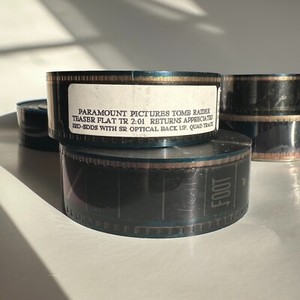 PARAMOUNT PICTURES TOMB RAIDER
TEASER FLAT TR 2:01 RETURNS APPRECIATED
SRD-SDDS WITH SR OPTICAL BACK UP. QUAD TRACK
FOOT